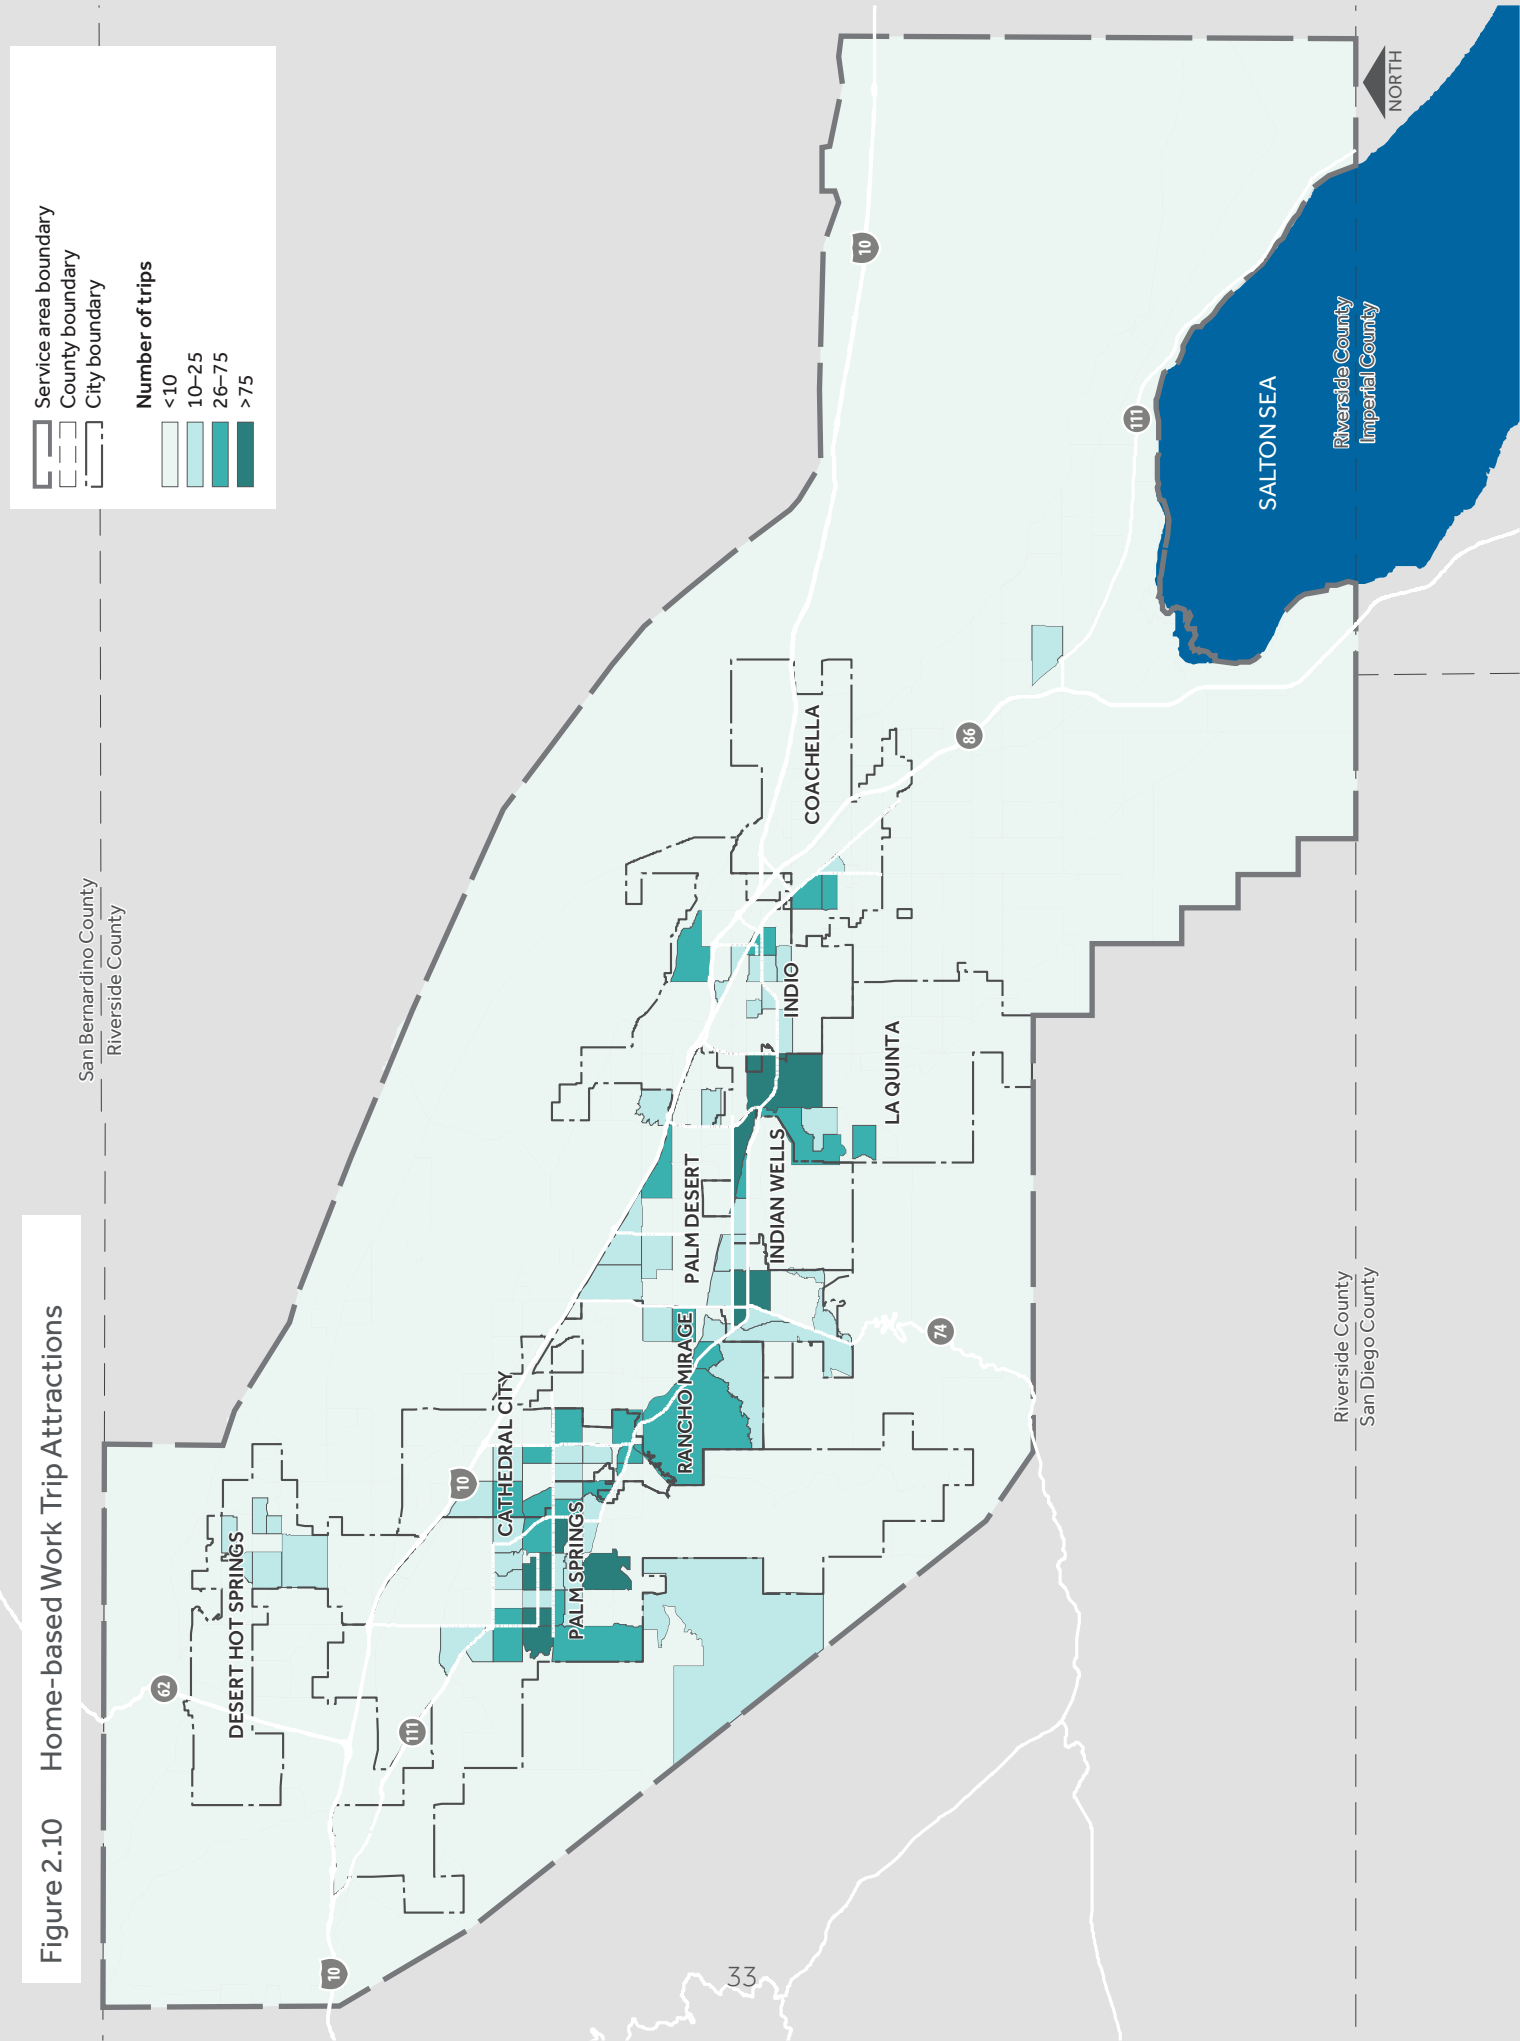 Figure 2.10 Home-based Work Trip Attractions
Service area boundary
County boundary
City boundary
Number of trips
<10
10–25
26–75
>75
San Bernardino County
Riverside County
62
DESERT HOT SPRINGS
10
111
10
CATHEDRAL CITY
PALM SPRINGS
RANCHO MIRAGE
PALM DESERT
INDIAN WELLS
LA QUINTA
INDIO
COACHELLA
10
86
111
74
SALTON SEA
Riverside County
Imperial County
Riverside County
San Diego County
NORTH
33